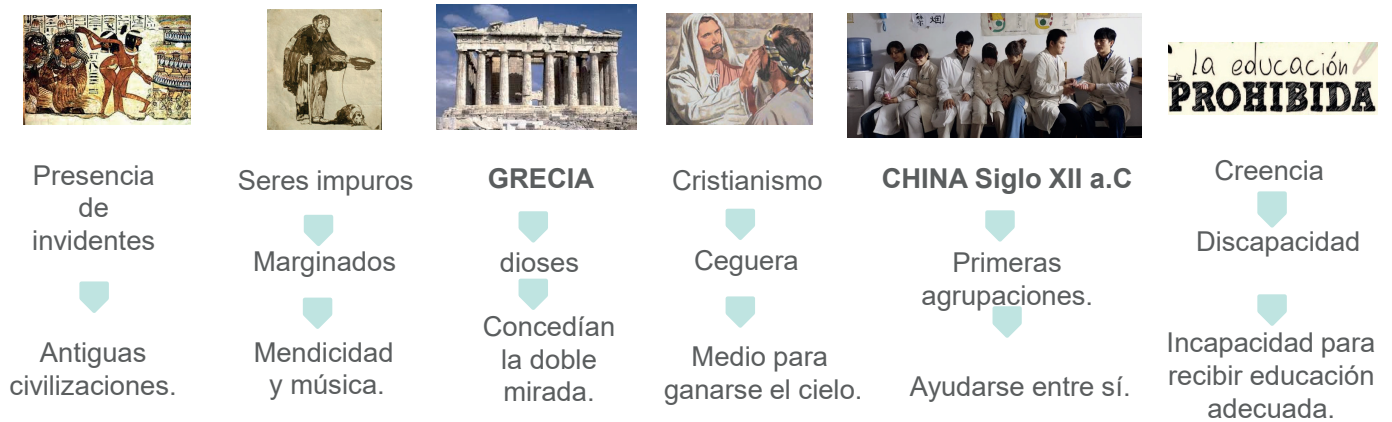 la educación
PROHIBIDA
Presencia
de
invidentes
Antiguas
civilizaciones.
Seres impuros
Marginados
Mendicidad
y música.
GRECIA
dioses
Concedían
la doble
mirada.
Cristianismo
Ceguera
Medio para
ganarse el cielo.
CHINA Siglo XII a.C
Primeras
agrupaciones.
Ayudarse entre sí.
Creencia
Discapacidad
Incapacidad para
recibir educación
adecuada.